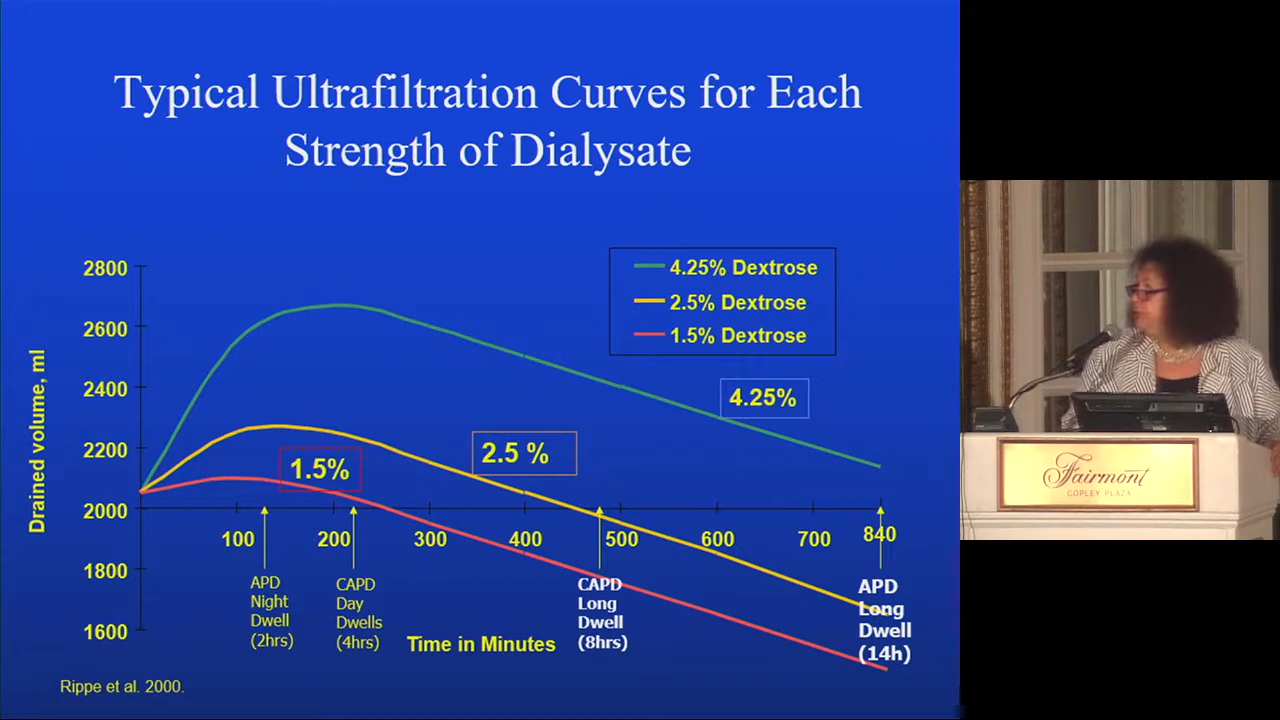 Typical Ultrafiltration Curves for Each
Strength of Dialysate
2800
2600
2400
2200
2000
1800
1600
Drained volume, ml
4.25% Dextrose
2.5% Dextrose
1.5% Dextrose
4.25%
2.5 %
1.5%
100
200
300
400
500
600
700
840
APD
Night
Dwell
(2hrs)
CAPD
Day
Dwells
(4hrs)
CAPD
Long
Dwell
(8hrs)
APD
Long
Dwell
(14h)
Time in Minutes
Rippe et al. 2000.
Fairmont
COPLEY PLAZA